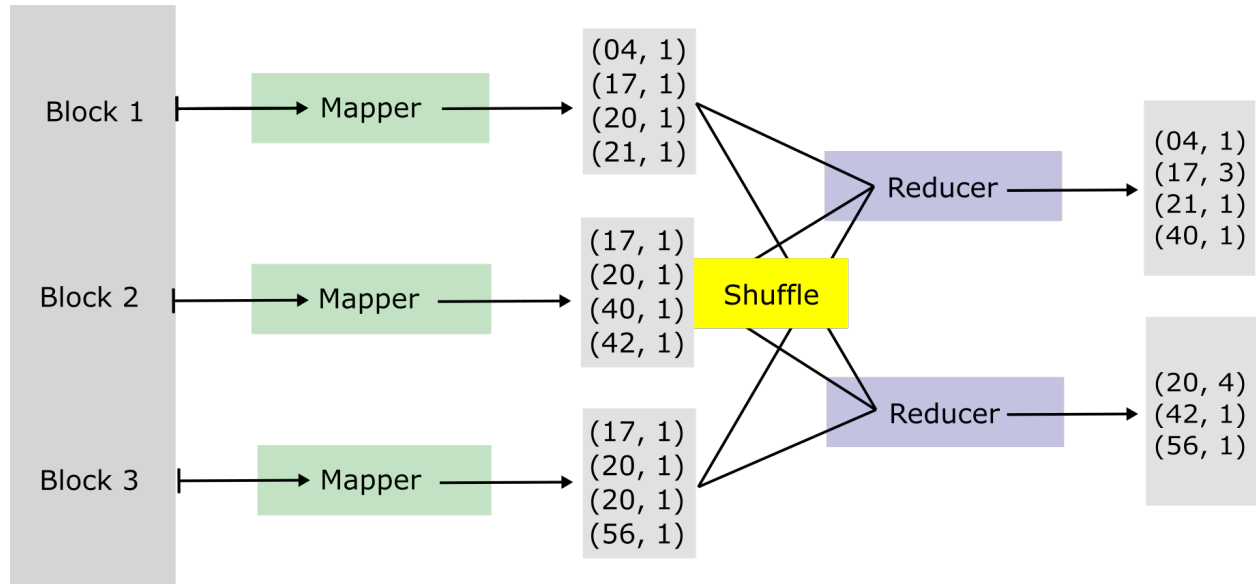 Block 1
Mapper
(04, 1)
(17, 1)
(20, 1)
(21, 1)
Reducer
(04, 1)
(17, 3)
(21, 1)
(40, 1)
Block 2
Mapper
(17, 1)
(20, 1)
(40, 1)
(42, 1)
Shuffle
Block 3
Mapper
(17, 1)
(20, 1)
(20, 1)
(56, 1)
Reducer
(20, 4)
(42, 1)
(56, 1)